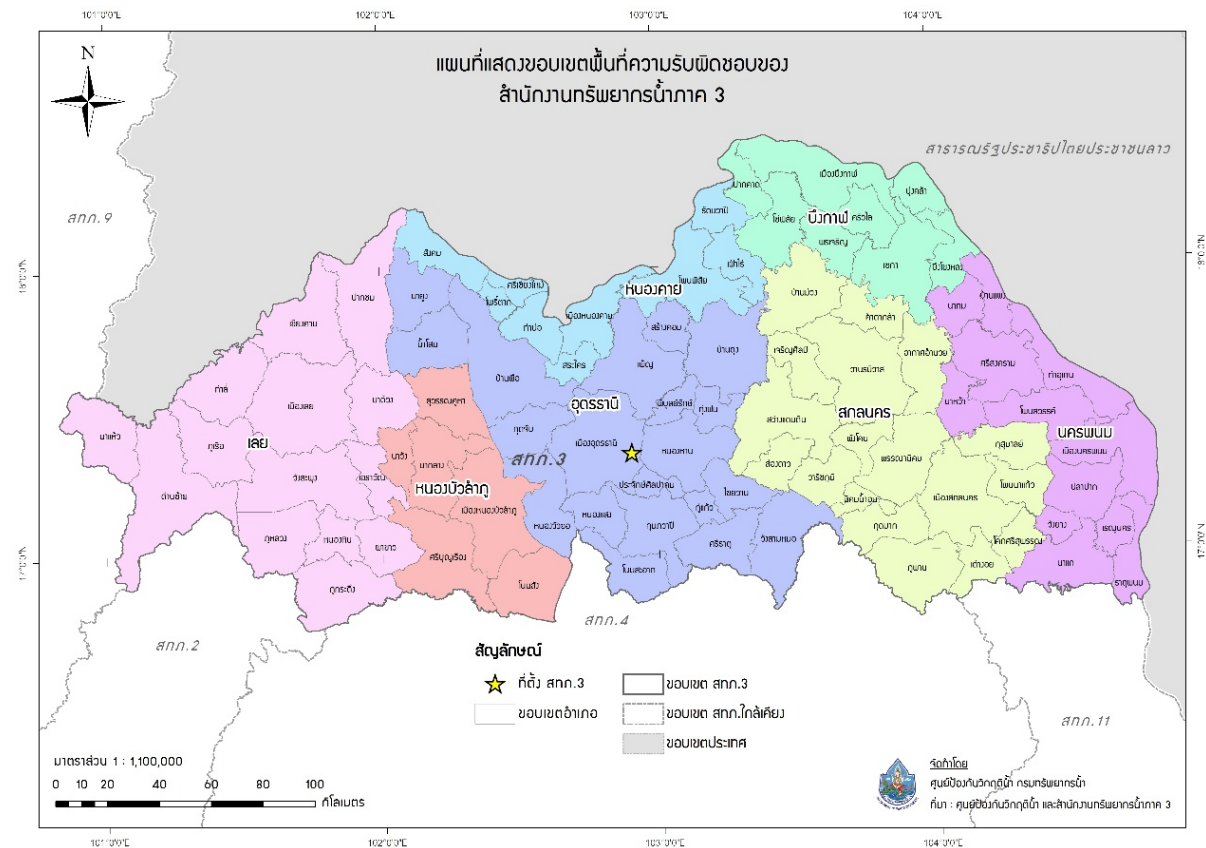 101°0'0"E 102°0'0"E 103°0'0"E 104°0'0"E
N
แผนที่แสดงขอบเขตพื้นที่ความรับผิดชอบของ
สำนักงานทรัพยากรน้ำภาค 3
สาธารณรัฐประชาธิปไตยประชาชนลาว
สทภ.9
18°0'0"N
18°0'0"N
ปากคาด
เมืองบึงกาฬ
บุ่งคล้า
รัตนวาปี
โซ่พิสัย
บึงกาฬ
ศรีวิไล
พรเจริญ
สังคม
เฝ้าไร่
เซกา
บึงโขงหลง
ปากชม
นายูง
ศรีเชียงใหม่
โพธิ์ตาก
โพนพิสัย
หนองคาย
บ้านม่วง
นาทม
บ้านแพง
เชียงคาน
ท่าบ่อ
เมืองหนองคาย
สร้างคอม
คำตากล้า
น้ำโสม
สระใคร
เพ็ญ
บ้านดุง
เจริญศิลป์
อากาศอำนวย
ศรีสงคราม
ท่าอุเทน
ท่าลี่
บ้านผือ
วานรนิวาส
เมืองเลย
นาด้วง
สุวรรณคูหา
อุดรธานี
พิบูลย์รักษ์
ทุ่งฝน
นาหว้า
โพนสวรรค์
สกลนคร
นาแห้ว
ภูเรือ
เลย
กุดจับ
เมืองอุดรธานี
หนองหาน
สว่างแดนดิน
พังโคน
กุสุมาลย์
นครพนม
เมืองนครพนม
นาวัง
นากลาง
สทภ.3
ส่องดาว
วาริชภูมิ
พรรณานิคม
ด่านซ้าย
วังสะพุง
เอราวัณ
หนองบัวลำภู
ประจักษ์ศิลปาคม
ไชยวาน
นิคมน้ำอูน
เมืองสกลนคร
โพนนาแก้ว
ปลาปาก
เมืองหนองบัวลำภู
หนองแสง
กู่แก้ว
ภูหลวง
หนองหิน
ผาขาว
หนองวัวซอ
กุมภวาปี
ศรีธาตุ
วังสามหมอ
กุดบาก
โคกศรีสุพรรณ
วังยาง
เรณูนคร
17°0'0"N
17°0'0"N
ศรีบุญเรือง
โนนสะอาด
ภูพาน
เต่างอย
นาแก
ภูกระดึง
โนนสัง
ธาตุพนม
สทภ.2
สทภ.4
สทภ.11
สัญลักษณ์
ที่ตั้ง สทภ.3
ขอบเขต สทภ.3
ขอบเขตอำเภอ
ขอบเขต สทภ.ใกล้เคียง
ขอบเขตประเทศ
มาตราส่วน 1 : 1,100,000
0 10 20 40 60 80 100
กิโลเมตร
จัดทำโดย
ศูนย์ป้องกันวิกฤติน้ำ กรมทรัพยากรน้ำ
ที่มา : ศูนย์ป้องกันวิกฤติน้ำ และสำนักงานทรัพยากรน้ำภาค 3
101°0'0"E 102°0'0"E 103°0'0"E 104°0'0"E